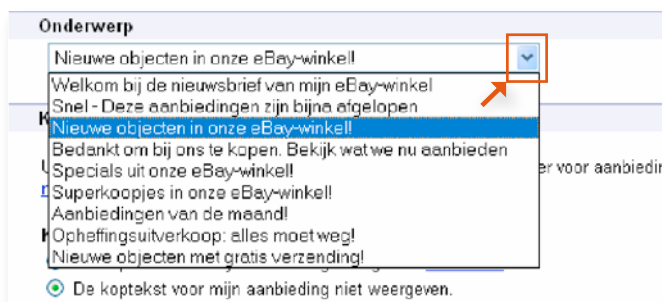 Onderwerp
Nieuwe objecten in onze eBay-winkel!
Welkom bij de nieuwsbrief van mijn eBay-winkel
Snel - Deze aanbiedingen zijn bijna afgelopen
Nieuwe objecten in onze eBay-winkel!
Bedankt om bij ons te kopen. Bekijk wat we nu aanbieden
Specials uit onze eBay-winkel!
er voor aanbiedin
Superkoopjes in onze eBay-winkel!
Aanbiedingen van de maand!
Opheffingsuitverkoop: alles moet weg!
Nieuwe objecten met gratis verzending!
De koptekst voor mijn aanbieding niet weergeven.